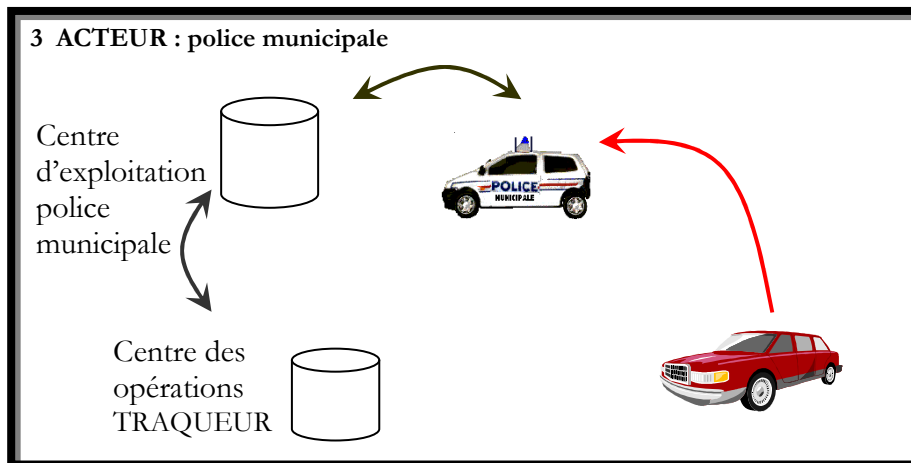 3 ACTEUR : police municipale
Centre
d'exploitation
police
municipale
POLICE
MUNICIPALE
Centre des
opérations
TRAQUEUR